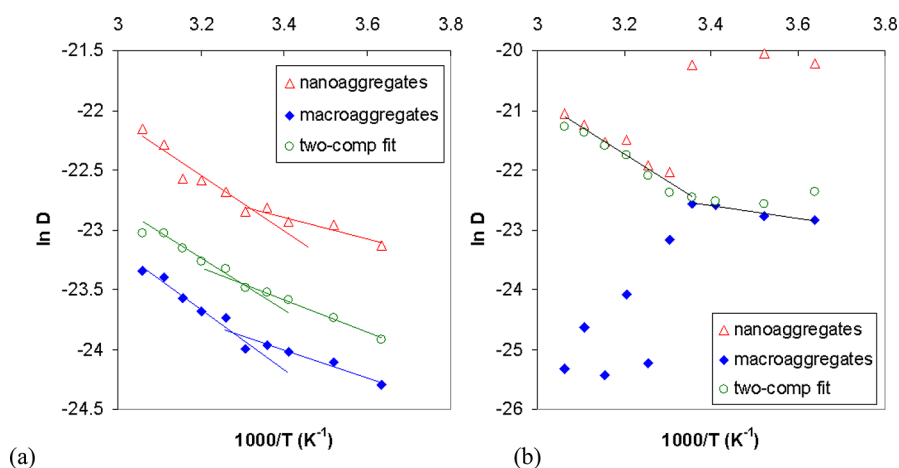 3 3.2 3.4 3.6 3.8
-21.5
-22
-22.5
-23
-23.5
-24
-24.5
ln D
nanoaggregates
macroaggregates
two-comp fit
1000/T (K⁻¹)
(a)
3 3.2 3.4 3.6 3.8
-20
-21
-22
-23
-24
-25
-26
ln D
nanoaggregates
macroaggregates
two-comp fit
1000/T (K⁻¹)
(b)